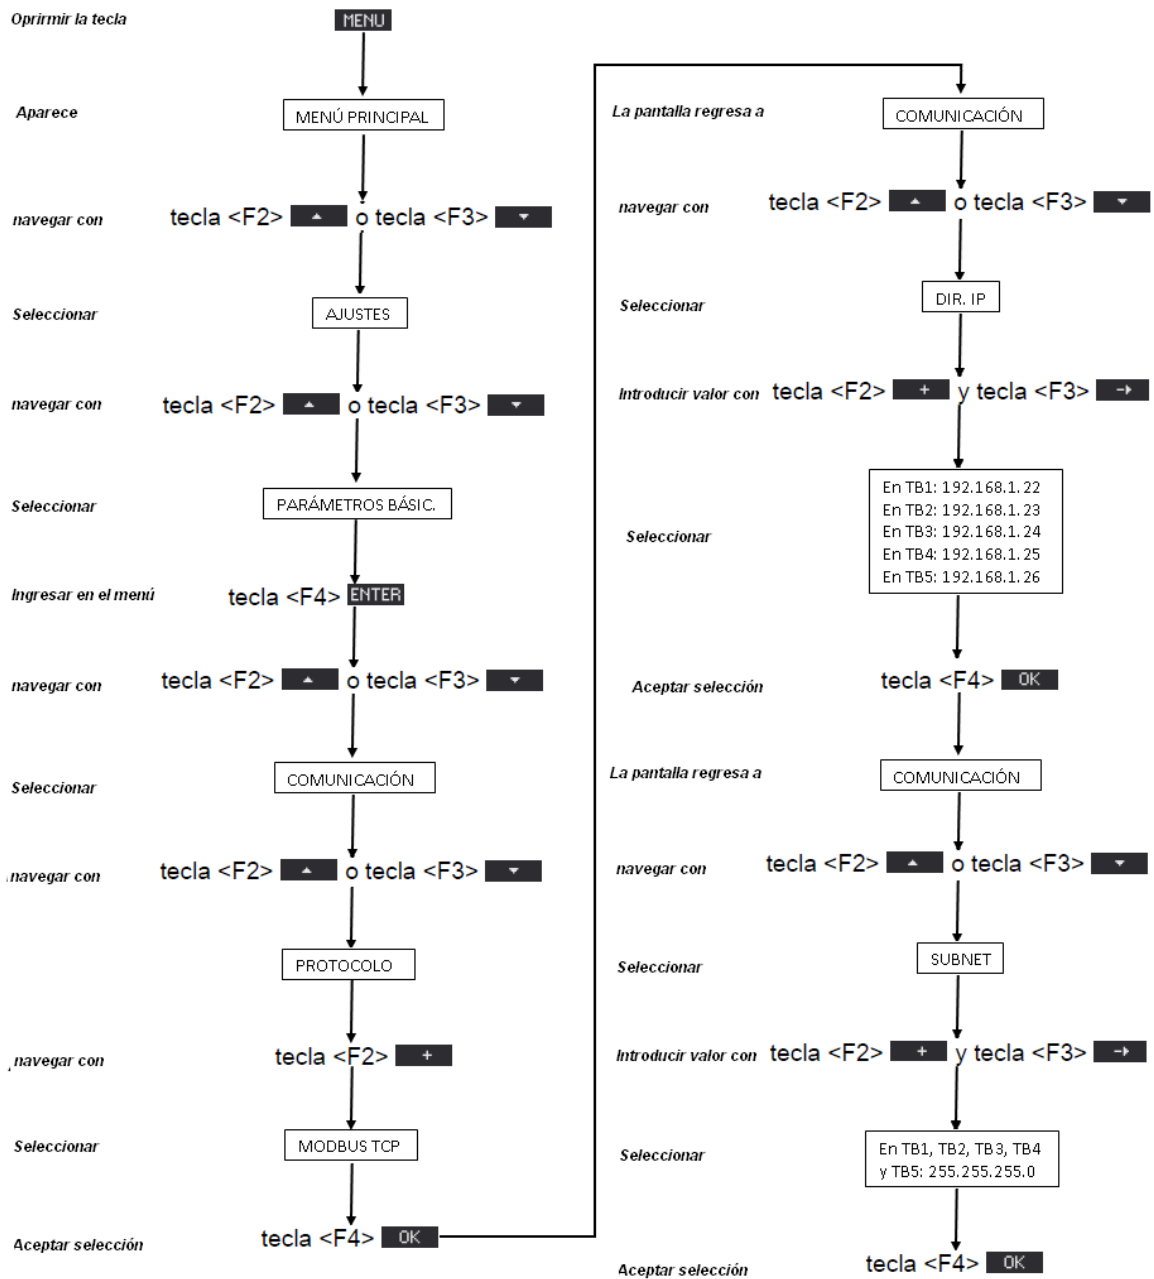 Oprirmir la tecla MENU
Aparece MENÚ PRINCIPAL
navegar con tecla <F2> o tecla <F3>
Seleccionar AJUSTES
navegar con tecla <F2> o tecla <F3>
Seleccionar PARÁMETROS BÁSIC.
Ingresar en el menú tecla <F4> ENTER
navegar con tecla <F2> o tecla <F3>
Seleccionar COMUNICACIÓN
navegar con tecla <F2> o tecla <F3>
PROTOCOLO
navegar con tecla <F2> +
Seleccionar MODBUS TCP
Aceptar selección tecla <F4> OK
La pantalla regresa a COMUNICACIÓN
navegar con tecla <F2> o tecla <F3>
Seleccionar DIR. IP
Introducir valor con tecla <F2> + y tecla <F3> →
Seleccionar
En TB1: 192.168.1.22
En TB2: 192.168.1.23
En TB3: 192.168.1.24
En TB4: 192.168.1.25
En TB5: 192.168.1.26
Aceptar selección tecla <F4> OK
La pantalla regresa a COMUNICACIÓN
navegar con tecla <F2> o tecla <F3>
Seleccionar SUBNET
Introducir valor con tecla <F2> + y tecla <F3> →
Seleccionar
En TB1, TB2, TB3, TB4
y TB5: 255.255.255.0
Aceptar selección tecla <F4> OK